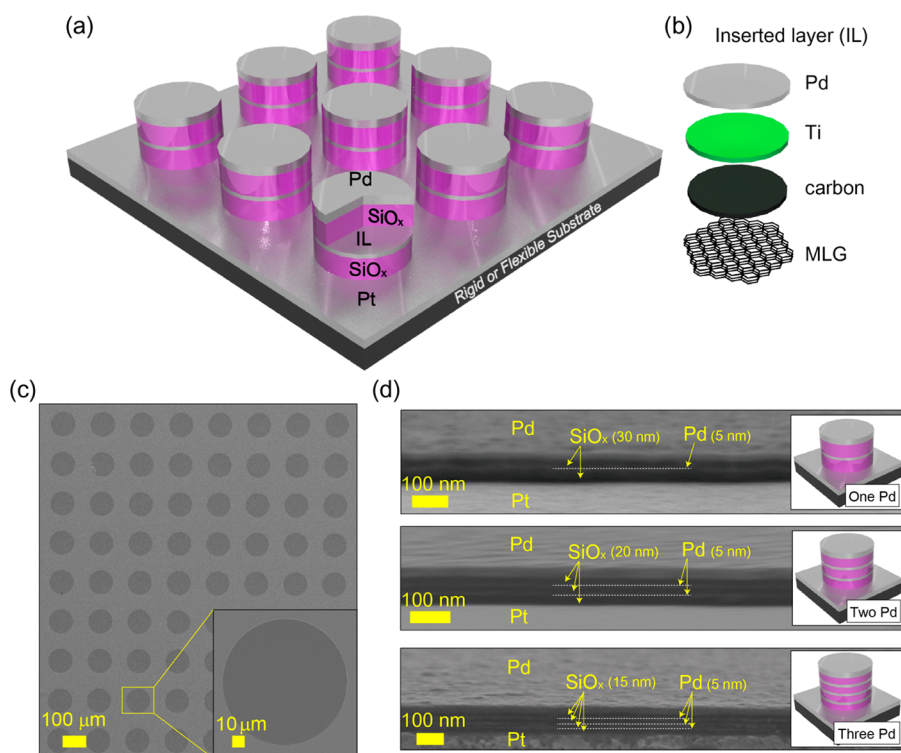 (a)
Pd
SiOₓ
IL
SiOₓ
Pt
Rigid or Flexible Substrate
(b)
Inserted layer (IL)
Pd
Ti
carbon
MLG
(c)
100 μm
10 μm
(d)
Pd
SiOₓ (30 nm)
Pd (5 nm)
100 nm
Pt
One Pd
Pd
SiOₓ (20 nm)
Pd (5 nm)
100 nm
Pt
Two Pd
Pd
SiOₓ (15 nm)
Pd (5 nm)
100 nm
Pt
Three Pd